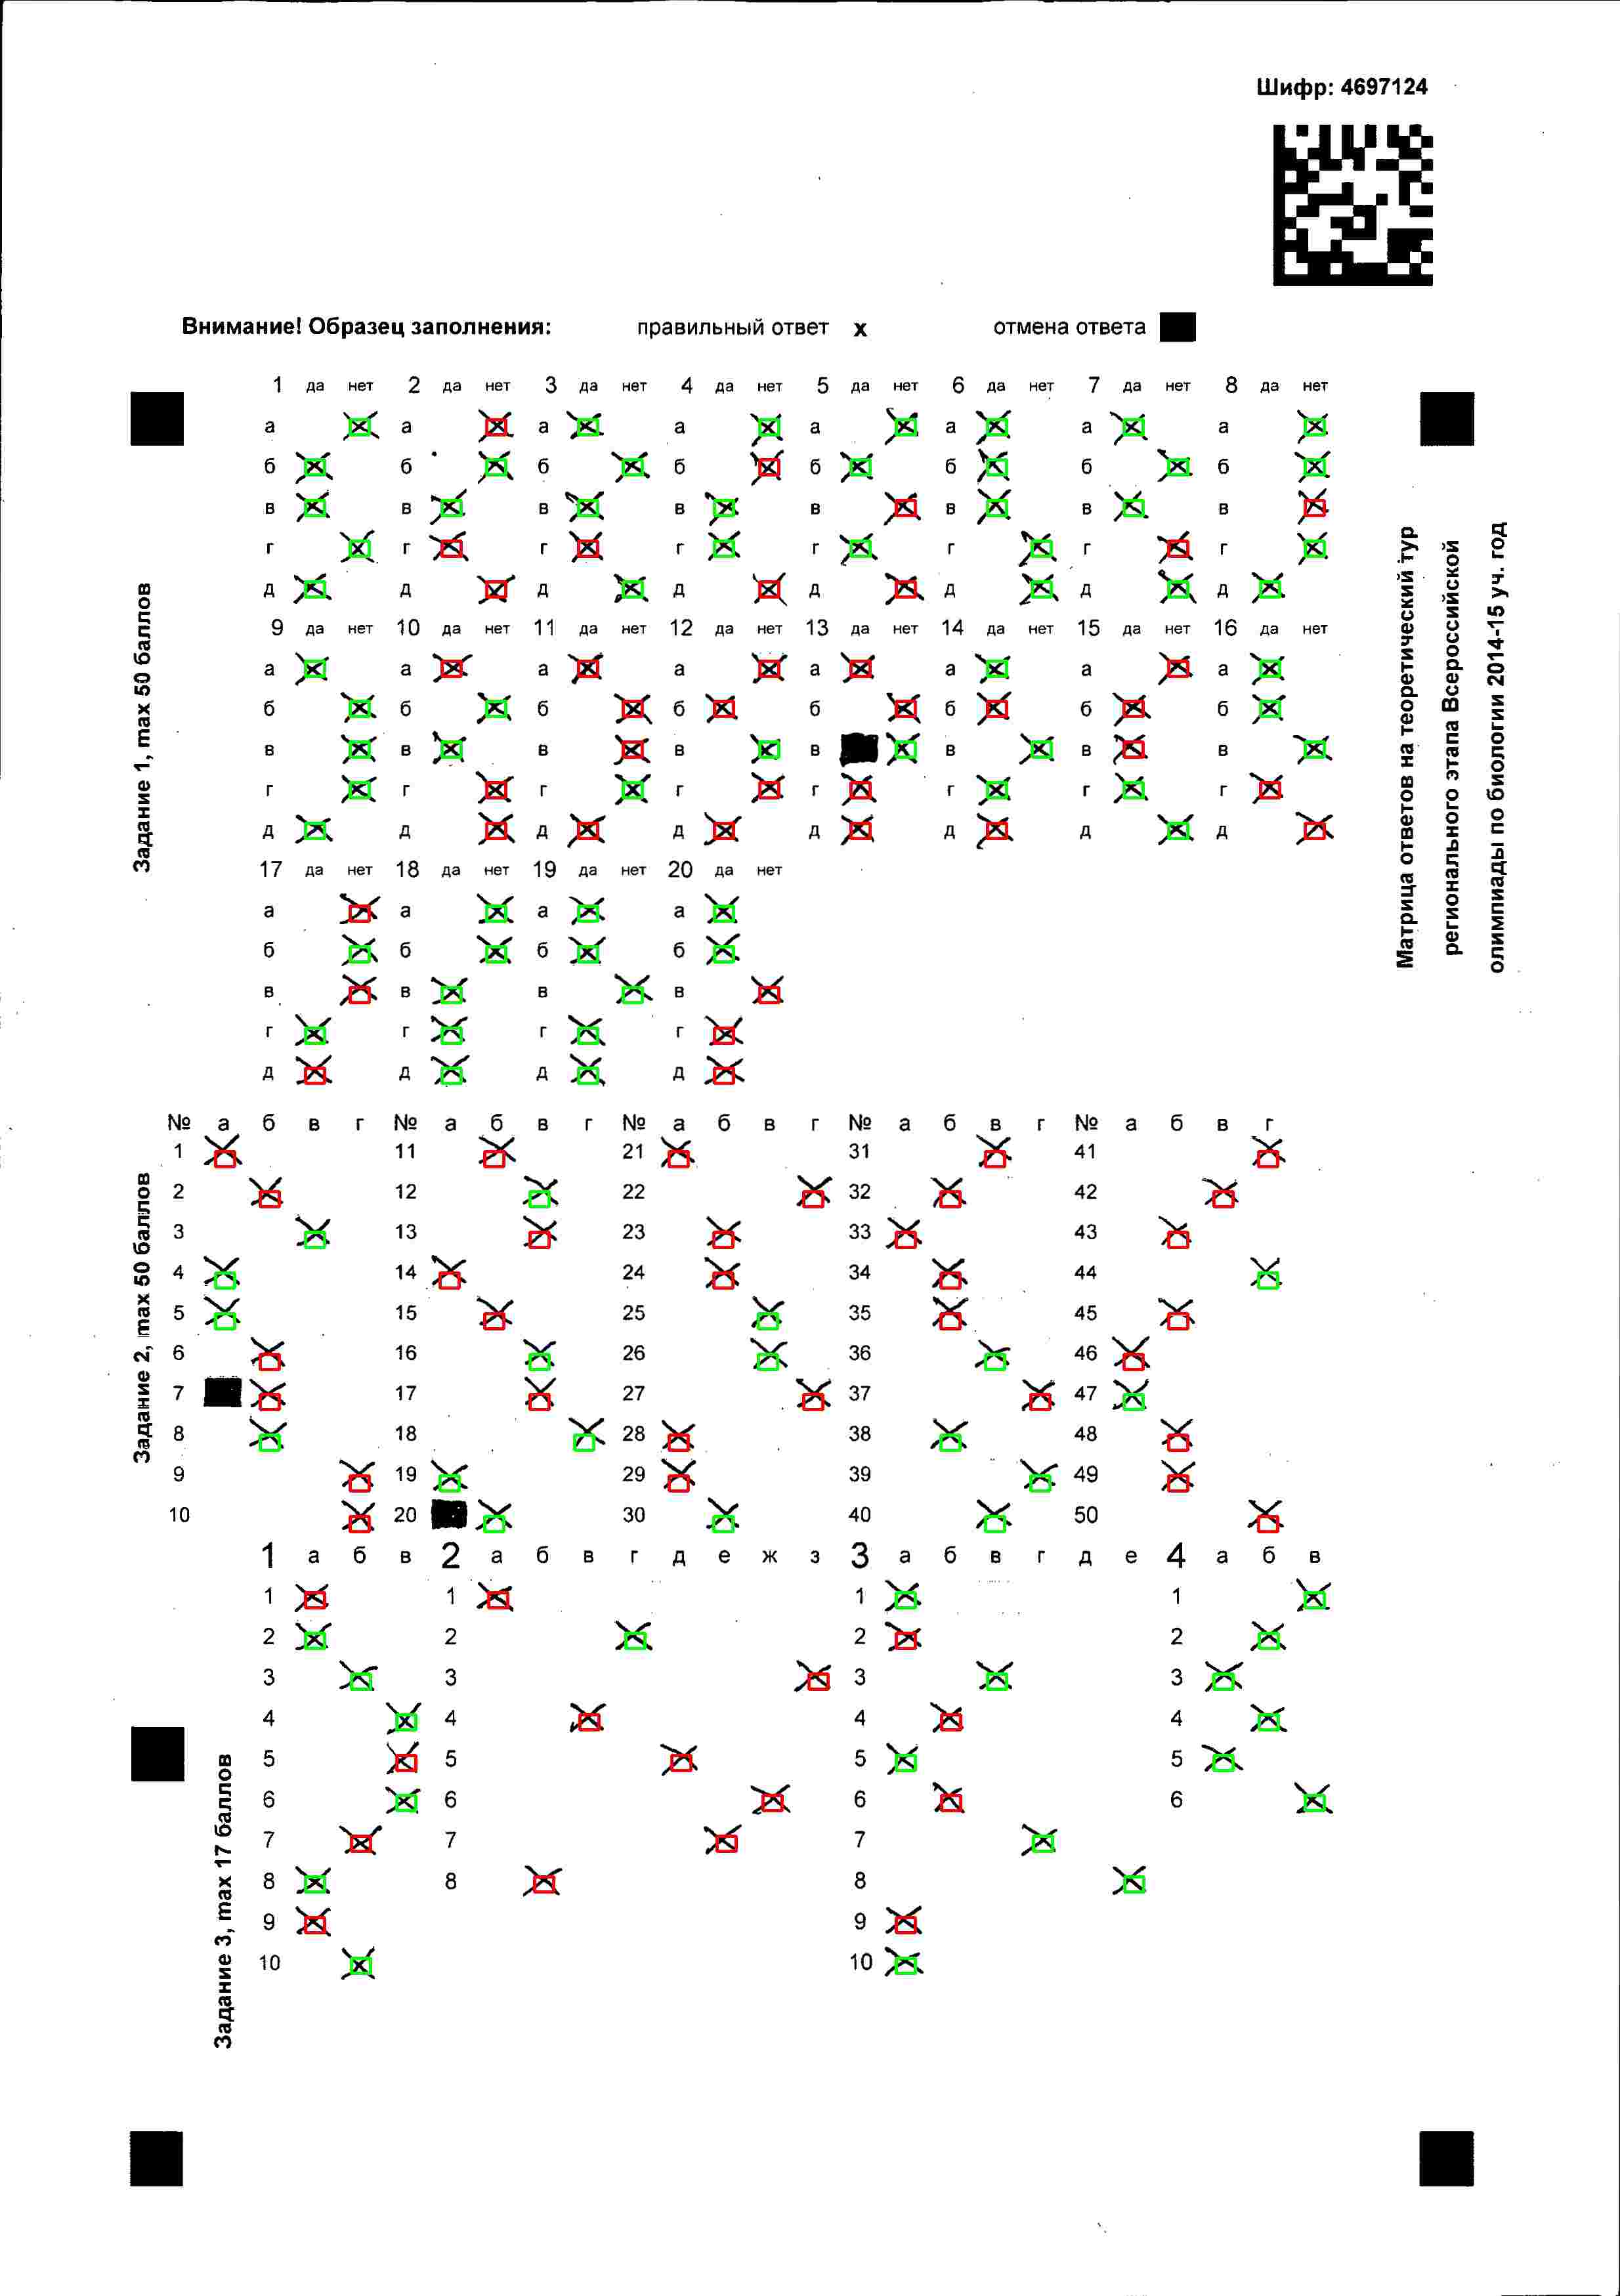 Шифр: 4697124
Внимание! Образец заполнения: правильный ответ x отмена ответа
1 да нет 2 да нет 3 да нет 4 да нет 5 да нет 6 да нет 7 да нет 8 да нет
а а а а а а а а
б б б б б б б б
в в в в в в в в
г г г г г г г г
д д д д д д д д
9 да нет 10 да нет 11 да нет 12 да нет 13 да нет 14 да нет 15 да нет 16 да нет
а а а а а а а а
б б б б б б б б
в в в в в в в в
г г г г г г г г
д д д д д д д д
17 да нет 18 да нет 19 да нет 20 да нет
а а а а
б б б б
в в в в
г г г г
д д д д
Задание 1, max 50 баллов
Матрица ответов на теоретический тур
регионального этапа Всероссийской
олимпиады по биологии 2014-15 уч. год
№ а б в г № а б в г № а б в г № а б в г № а б в г
1 11 21 31 41
2 12 22 32 42
3 13 23 33 43
4 14 24 34 44
5 15 25 35 45
6 16 26 36 46
7 17 27 37 47
8 18 28 38 48
9 19 29 39 49
10 20 30 40 50
Задание 2, max 50 баллов
1 а б в 2 а б в г д е ж з 3 а б в г д е 4 а б в
1 1 1 1
2 2 2 2
3 3 3 3
4 4 4 4
5 5 5 5
6 6 6 6
7 7 7
8 8 8
9 9
10 10
Задание 3, max 17 баллов